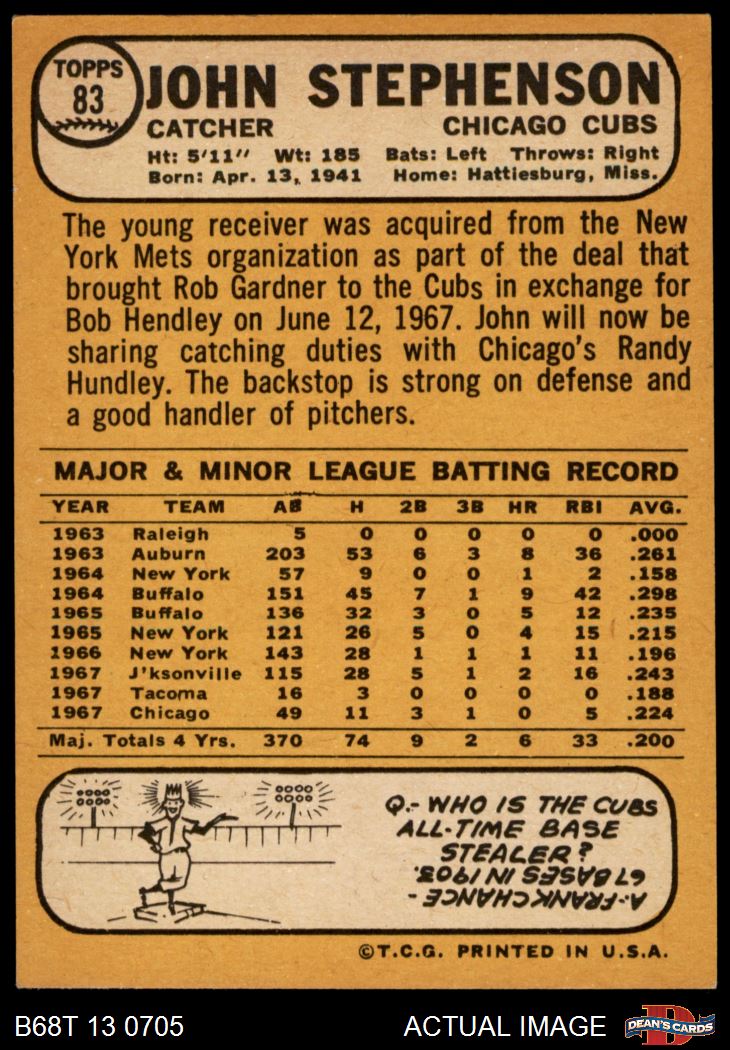 TOPPS
83
JOHN STEPHENSON
CATCHER CHICAGO CUBS
Ht: 5'11" Wt: 185 Bats: Left Throws: Right
Born: Apr. 13, 1941 Home: Hattiesburg, Miss.
The young receiver was acquired from the New
York Mets organization as part of the deal that
brought Rob Gardner to the Cubs in exchange for
Bob Hendley on June 12, 1967. John will now be
sharing catching duties with Chicago's Randy
Hundley. The backstop is strong on defense and
a good handler of pitchers.
MAJOR & MINOR LEAGUE BATTING RECORD
YEAR TEAM AB H 2B 3B HR RBI AVG.
1963 Raleigh 5 0 0 0 0 0 .000
1963 Auburn 203 53 6 3 8 36 .261
1964 New York 57 9 0 0 1 2 .158
1964 Buffalo 151 45 7 1 9 42 .298
1965 Buffalo 136 32 3 0 5 12 .235
1965 New York 121 26 5 0 4 15 .215
1966 New York 143 28 1 1 1 11 .196
1967 J'ksonville 115 28 5 1 2 16 .243
1967 Tacoma 16 3 0 0 0 0 .188
1967 Chicago 49 11 3 1 0 5 .224
Maj. Totals 4 Yrs. 370 74 9 2 6 33 .200
Q.- WHO IS THE CUBS
ALL-TIME BASE
STEALER?
A.-FRANK CHANCE -
67 BASES IN 1903.
©T.C.G. PRINTED IN U.S.A.
B68T 13 0705 ACTUAL IMAGE D DEAN'S CARDS